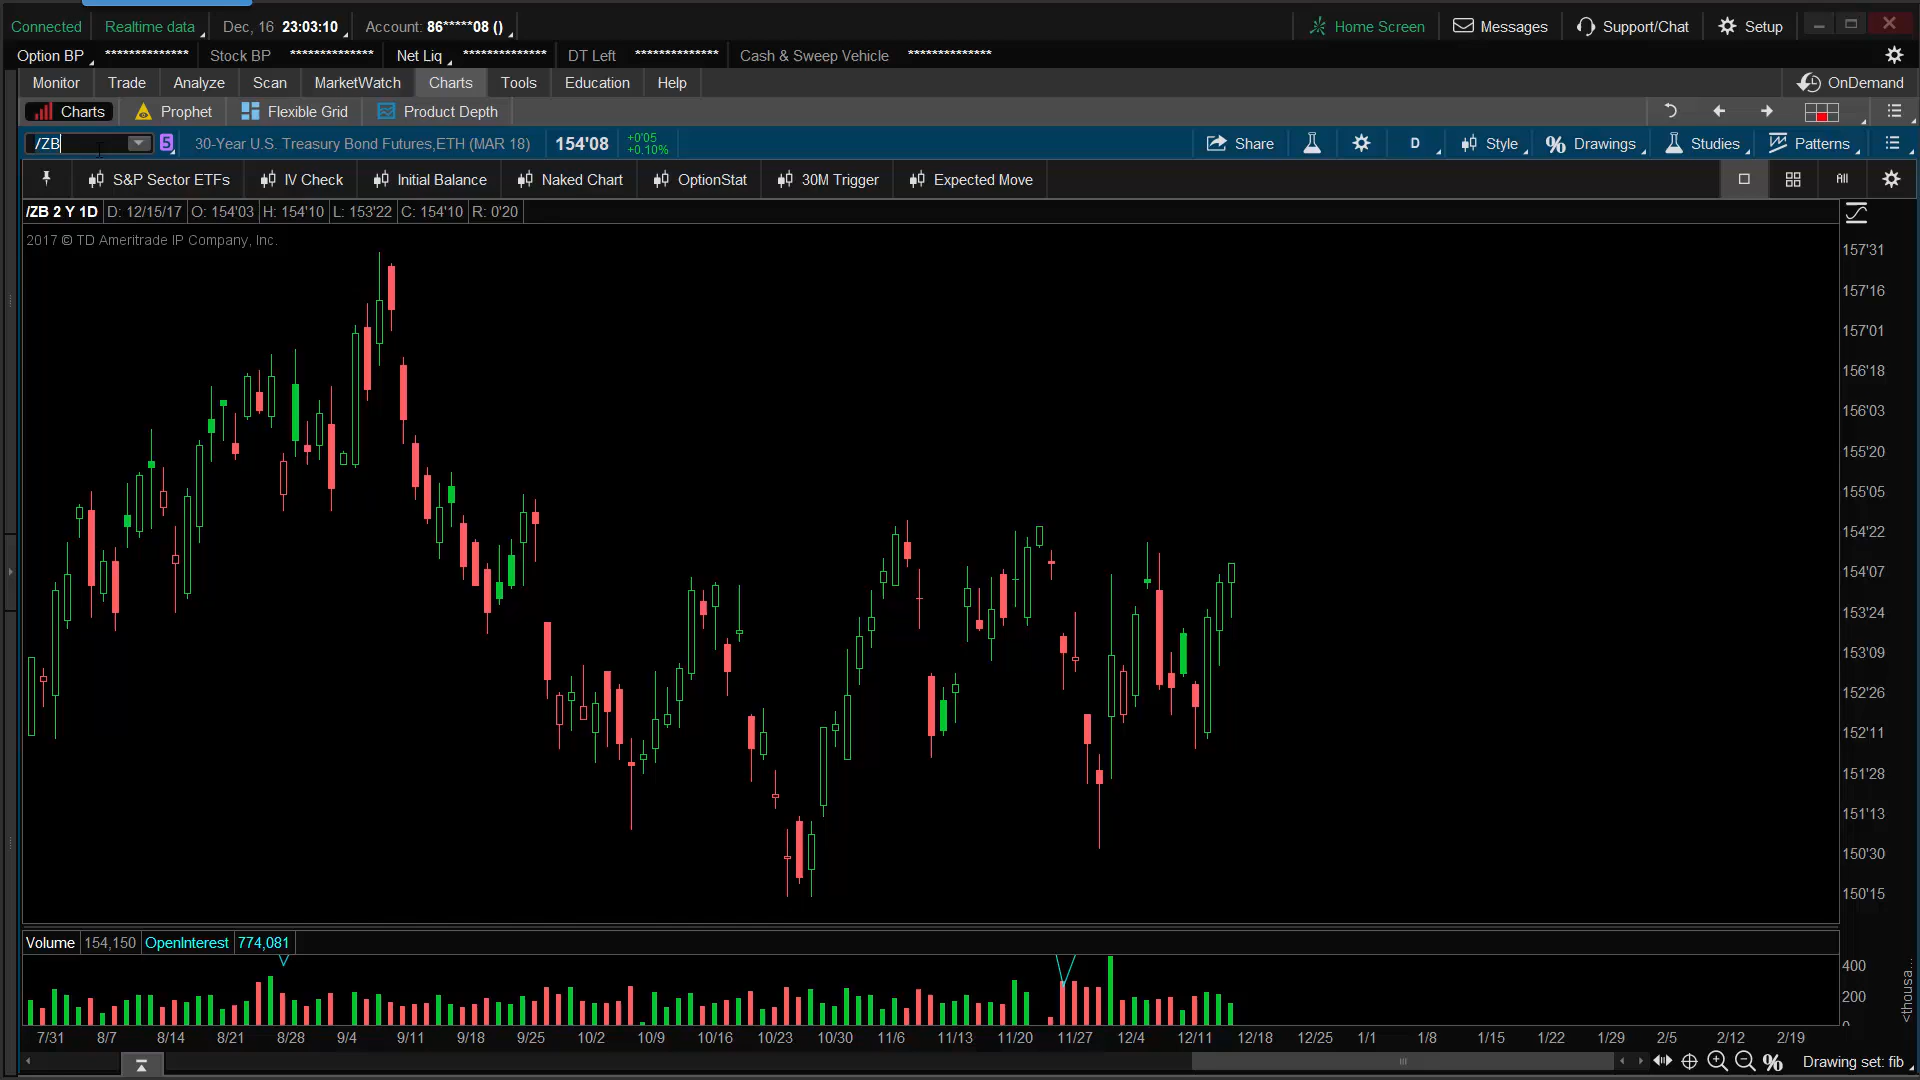 Connected Realtime data Dec, 16 23:03:10 Account: 86*****08 () Home Screen Messages Support/Chat Setup
Option BP ************** Stock BP ************** Net Liq ************** DT Left ************** Cash & Sweep Vehicle **************
Monitor Trade Analyze Scan MarketWatch Charts Tools Education Help OnDemand
Charts Prophet Flexible Grid Product Depth
/ZB 5 30-Year U.S. Treasury Bond Futures,ETH (MAR 18) 154'08 +0'05 +0.10% Share D Style Drawings Studies Patterns
S&P Sector ETFs IV Check Initial Balance Naked Chart OptionStat 30M Trigger Expected Move All
/ZB 2 Y 1D D: 12/15/17 O: 154'03 H: 154'10 L: 153'22 C: 154'10 R: 0'20
2017 © TD Ameritrade IP Company, Inc.
157'31
157'16
157'01
156'18
156'03
155'20
155'05
154'22
154'07
153'24
153'09
152'26
152'11
151'28
151'13
150'30
150'15
Volume 154,150 OpenInterest 774,081
400
200
0
<thousa...
7/31 8/7 8/14 8/21 8/28 9/4 9/11 9/18 9/25 10/2 10/9 10/16 10/23 10/30 11/6 11/13 11/20 11/27 12/4 12/11 12/18 12/25 1/1 1/8 1/15 1/22 1/29 2/5 2/12 2/19
Drawing set: fib